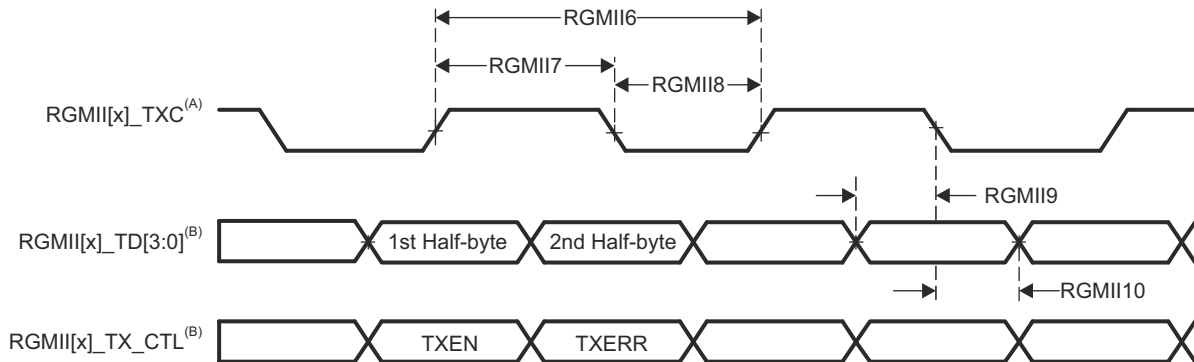 RGMII6
RGMII7
RGMII8
RGMII[x]_TXC(A)
RGMII9
RGMII[x]_TD[3:0](B)
1st Half-byte
2nd Half-byte
RGMII10
RGMII[x]_TX_CTL(B)
TXEN
TXERR